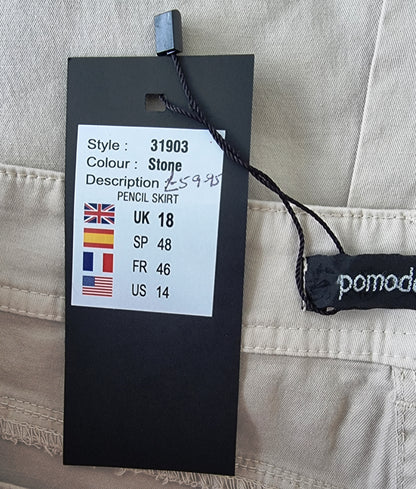 Style : 31903
Colour : Stone
Description : £59.95
PENCIL SKIRT
UK 18
SP 48
FR 46
US 14
pomod